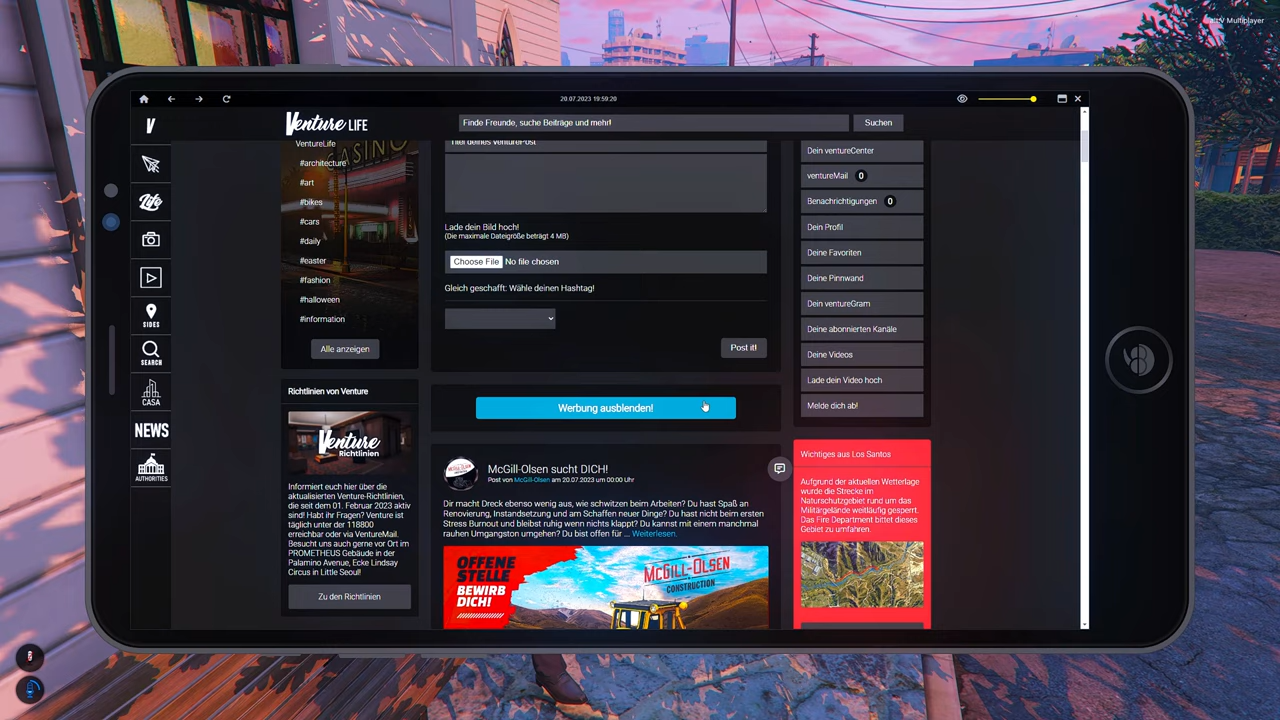 alt:V Multiplayer
20.07.2023 19:59:20
Venture LIFE
Finde Freunde, suche Beiträge und mehr!
Suchen
V
Life
SIDES
SEARCH
CASA
NEWS
AUTHORITIES
VentureLife
CASINO
#architecture
#art
#bikes
#cars
#daily
#easter
#fashion
#halloween
#information
Alle anzeigen
Richtlinien von Venture
Venture
Richtlinien
Informiert euch hier über die
aktualisierten Venture-Richtlinien,
die seit dem 01. Februar 2023 aktiv
sind! Habt ihr Fragen? Venture ist
täglich unter der 118800
erreichbar oder via VentureMail.
Besucht uns auch gerne vor Ort im
PROMETHEUS Gebäude in der
Palamino Avenue, Ecke Lindsay
Circus in Little Seoul!
Zu den Richtlinien
Titel deines VenturePost
Lade dein Bild hoch!
(Die maximale Dateigröße beträgt 4 MB)
Choose File No file chosen
Gleich geschafft: Wähle deinen Hashtag!
Post it!
Werbung ausblenden!
McGill-Olsen sucht DICH!
Post von McGill-Olsen am 20.07.2023 um 00:00 Uhr
Dir macht Dreck ebenso wenig aus, wie schwitzen beim Arbeiten? Du hast Spaß an
Renovierung, Instandsetzung und am Schaffen neuer Dinge? Du hast nicht beim ersten
Stress Burnout und bleibst ruhig wenn nichts klappt? Du kannst mit einem manchmal
rauhen Umgangston umgehen? Du bist offen für ... Weiterlesen.
OFFENE
STELLE
BEWIRB
DICH!
McGILL-OLSEN
CONSTRUCTION
Dein ventureCenter
ventureMail 0
Benachrichtigungen 0
Dein Profil
Deine Favoriten
Deine Pinnwand
Dein ventureGram
Deine abonnierten Kanäle
Deine Videos
Lade dein Video hoch
Melde dich ab!
Wichtiges aus Los Santos
Aufgrund der aktuellen Wetterlage
wurde die Strecke im
Naturschutzgebiet rund um das
Militärgelände weitläufig gesperrt.
Das Fire Department bittet dieses
Gebiet zu umfahren.